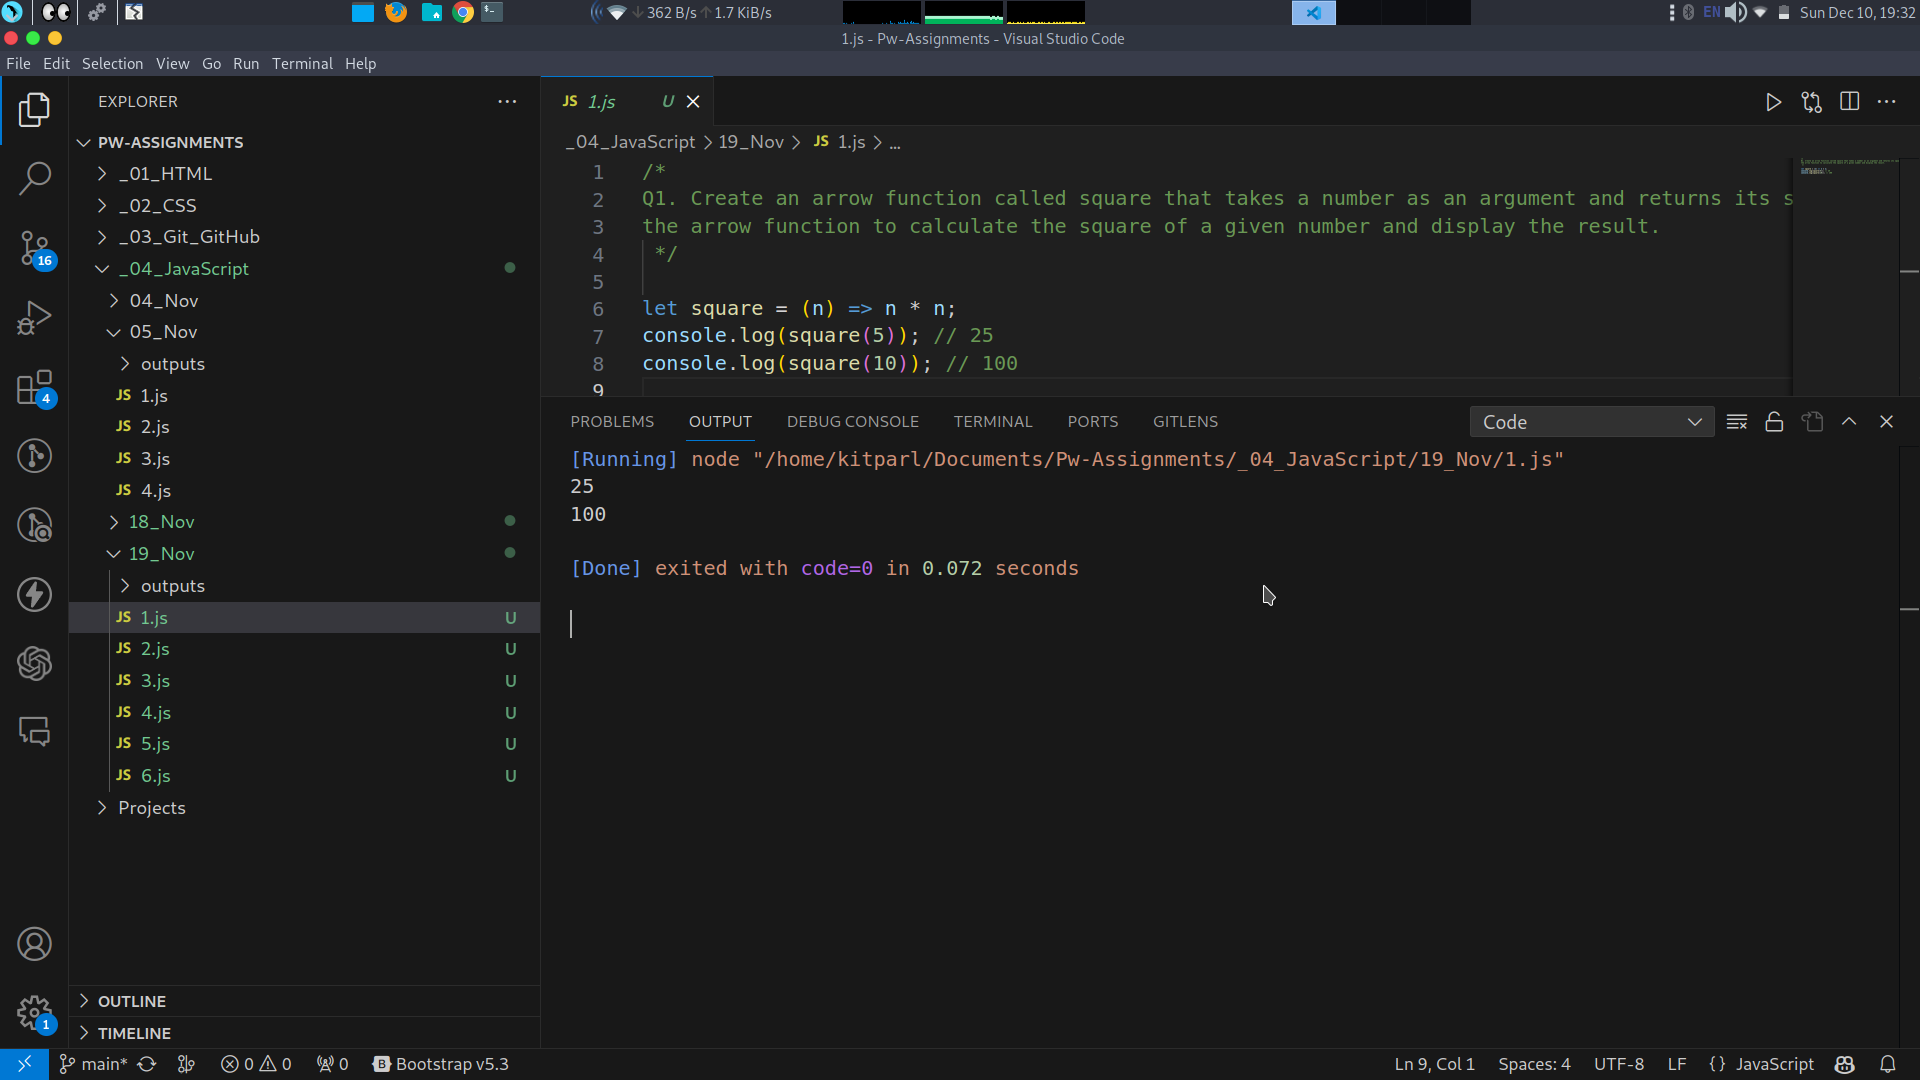 362 B/s 1.7 KiB/s EN Sun Dec 10, 19:32
1.js - Pw-Assignments - Visual Studio Code
File Edit Selection View Go Run Terminal Help
EXPLORER
PW-ASSIGNMENTS
_01_HTML
_02_CSS
_03_Git_GitHub
_04_JavaScript
04_Nov
05_Nov
outputs
JS 1.js
JS 2.js
JS 3.js
JS 4.js
18_Nov
19_Nov
outputs
JS 1.js U
JS 2.js U
JS 3.js U
JS 4.js U
JS 5.js U
JS 6.js U
Projects
OUTLINE
TIMELINE
16
4
1
JS 1.js U
_04_JavaScript > 19_Nov > JS 1.js > ...
1 /*
2 Q1. Create an arrow function called square that takes a number as an argument and returns its s
3 the arrow function to calculate the square of a given number and display the result.
4 */
5
6 let square = (n) => n * n;
7 console.log(square(5)); // 25
8 console.log(square(10)); // 100
9
PROBLEMS OUTPUT DEBUG CONSOLE TERMINAL PORTS GITLENS Code
[Running] node "/home/kitparl/Documents/Pw-Assignments/_04_JavaScript/19_Nov/1.js"
25
100
[Done] exited with code=0 in 0.072 seconds
main* 0 0 0 B Bootstrap v5.3 Ln 9, Col 1 Spaces: 4 UTF-8 LF {} JavaScript